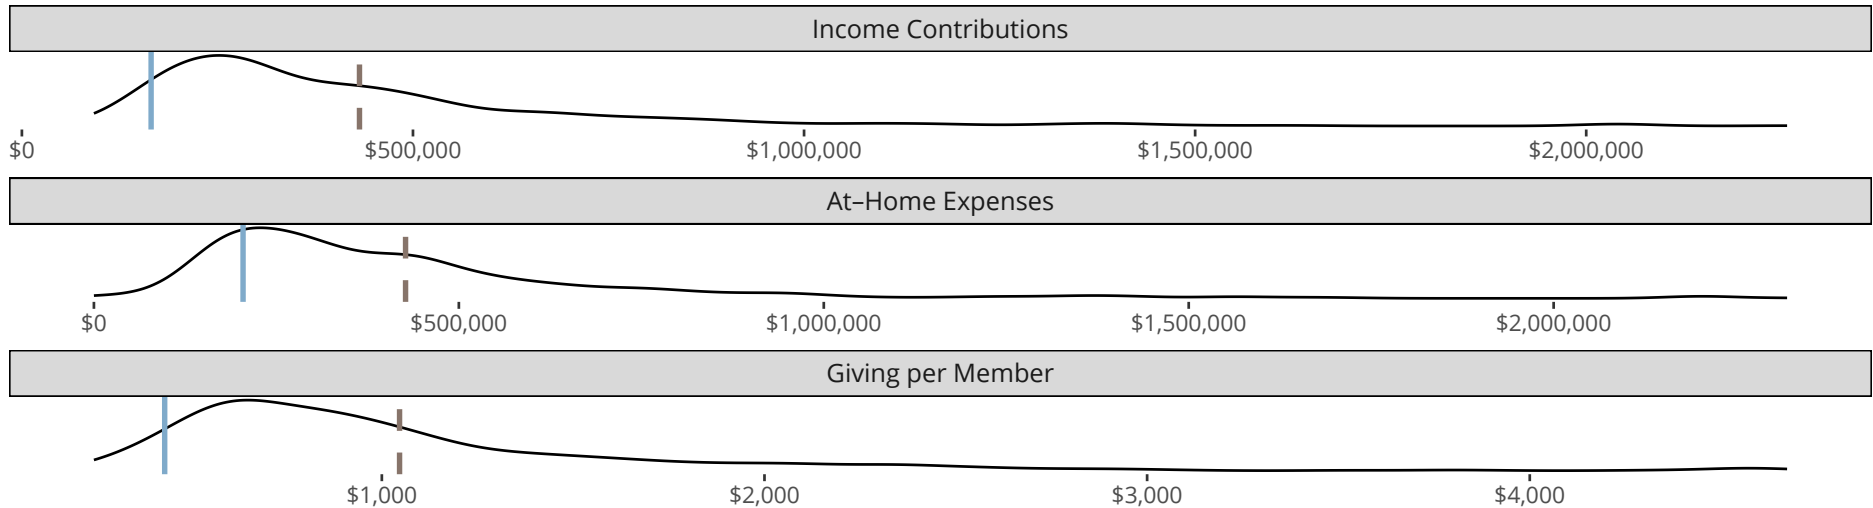 Income Contributions
$0 $500,000 $1,000,000 $1,500,000 $2,000,000
At–Home Expenses
$0 $500,000 $1,000,000 $1,500,000 $2,000,000
Giving per Member
$1,000 $2,000 $3,000 $4,000